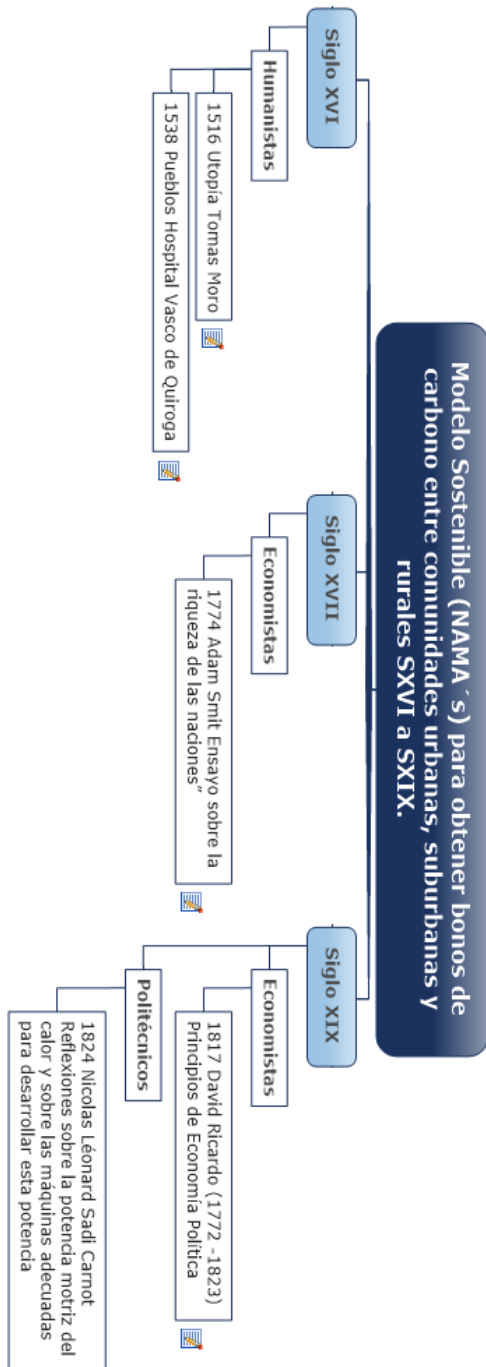 Modelo Sostenible (NAMA´s) para obtener bonos de
carbono entre comunidades urbanas, suburbanas y
rurales SXVI a SXIX.
Siglo XVI
Humanistas
1516 Utopía Tomas Moro
1538 Pueblos Hospital Vasco de Quiroga
Siglo XVII
Economistas
1774 Adam Smit Ensayo sobre la
riqueza de las naciones”
Siglo XIX
Economistas
1817 David Ricardo (1772 -1823)
Principios de Economía Política
Politécnicos
1824 Nicolas Léonard Sadi Carnot
Reflexiones sobre la potencia motriz del
calor y sobre las máquinas adecuadas
para desarrollar esta potencia